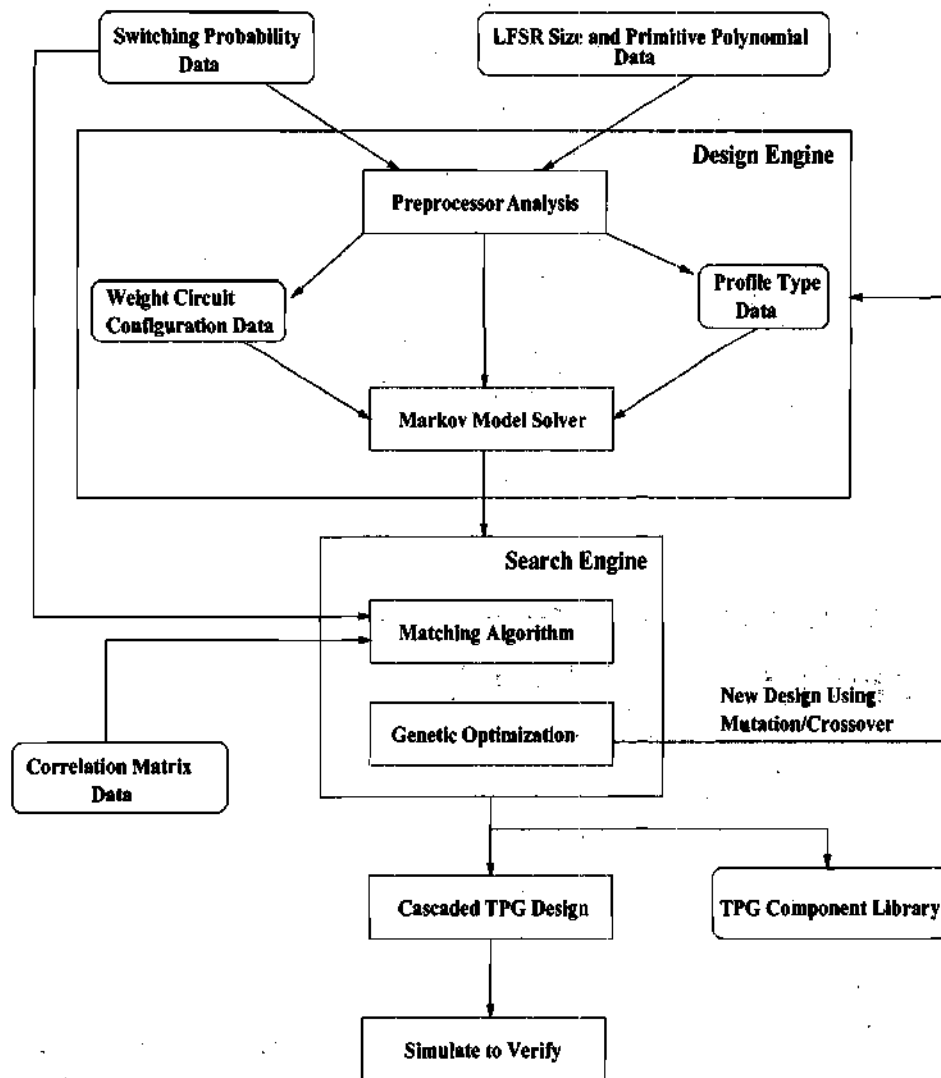 Switching Probability
Data
LFSR Size and Primitive Polynomial
Data
Design Engine
Preprocessor Analysis
Weight Circuit
Configuration Data
Profile Type
Data
Markov Model Solver
Search Engine
Matching Algorithm
Genetic Optimization
New Design Using
Mutation/Crossover
Correlation Matrix
Data
Cascaded TPG Design
TPG Component Library
Simulate to Verify